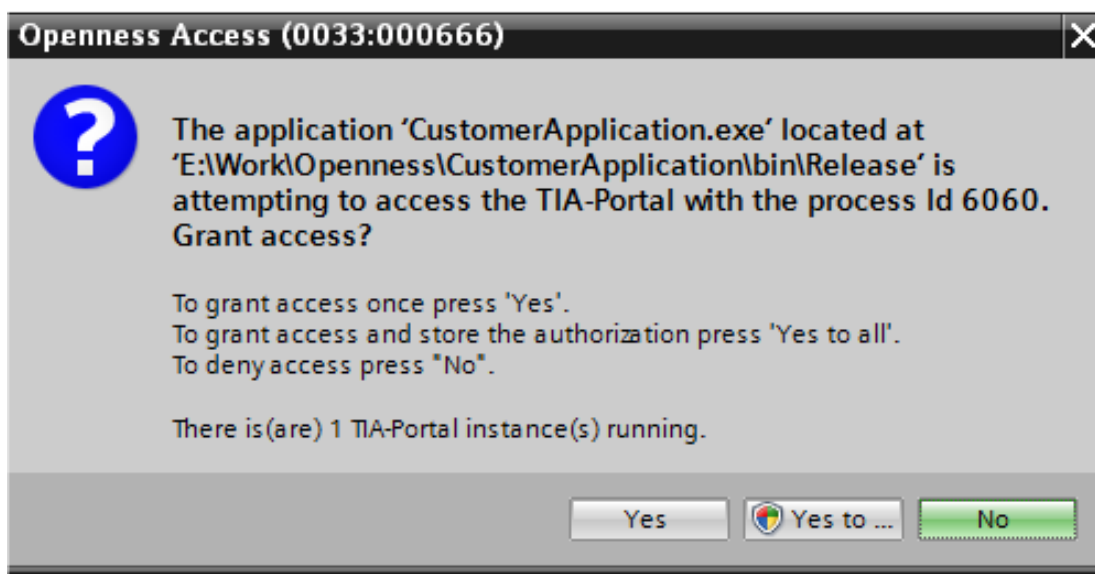 Openness Access (0033:000666)
?
The application ‘CustomerApplication.exe’ located at
‘E:\Work\Openness\CustomerApplication\bin\Release’ is
attempting to access the TIA-Portal with the process Id 6060.
Grant access?
To grant access once press 'Yes'.
To grant access and store the authorization press 'Yes to all'.
To deny access press "No".
There is(are) 1 TIA-Portal instance(s) running.
Yes
Yes to ...
No